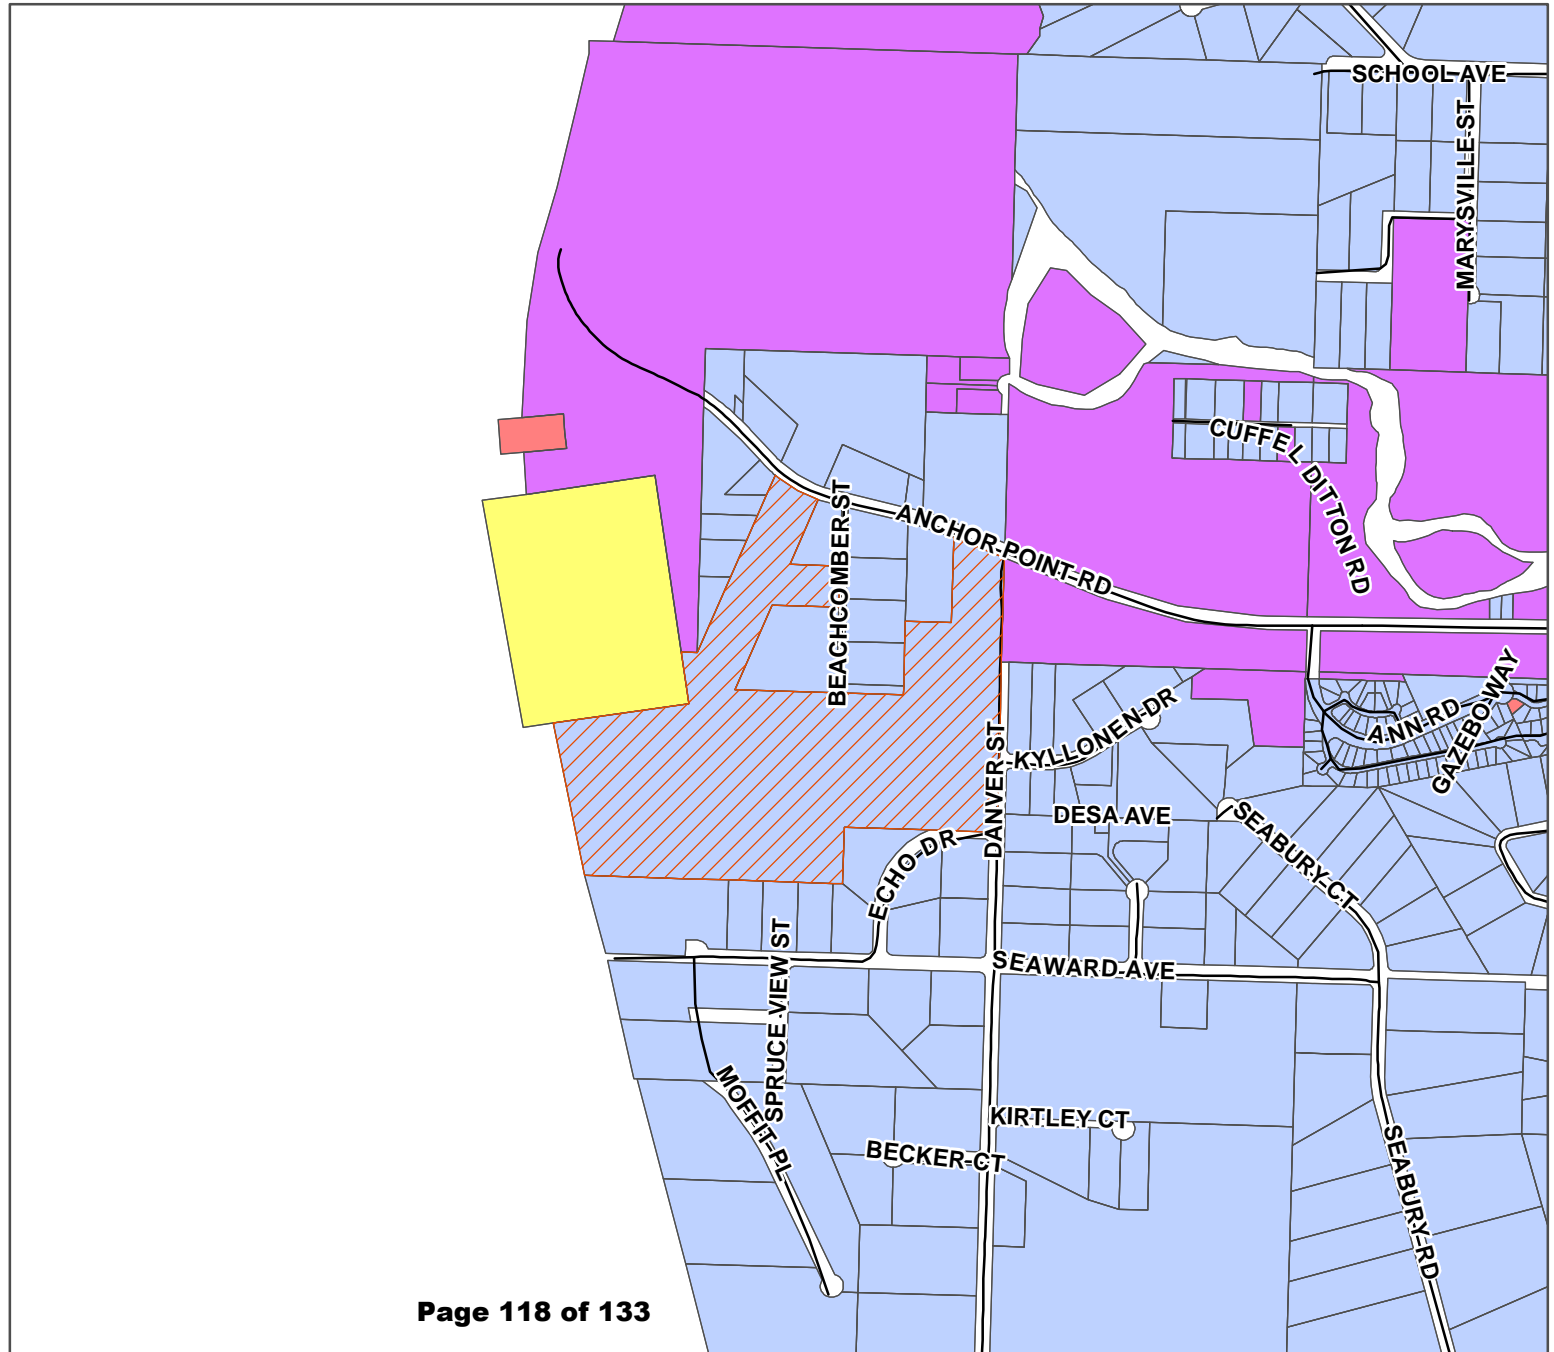 SCHOOL AVE
MARYSVILLE ST
CUFFEL DITTON RD
ANCHOR POINT RD
BEACHCOMBER ST
GAZEBO WAY
ANN RD
KYLLONEN DR
DANVER ST
DESA AVE
SEABURY CT
ECHO DR
SPRUCE VIEW ST
SEAWARD AVE
MOFFIT PL
KIRTLEY CT
BECKER CT
SEABURY RD
Page 118 of 133